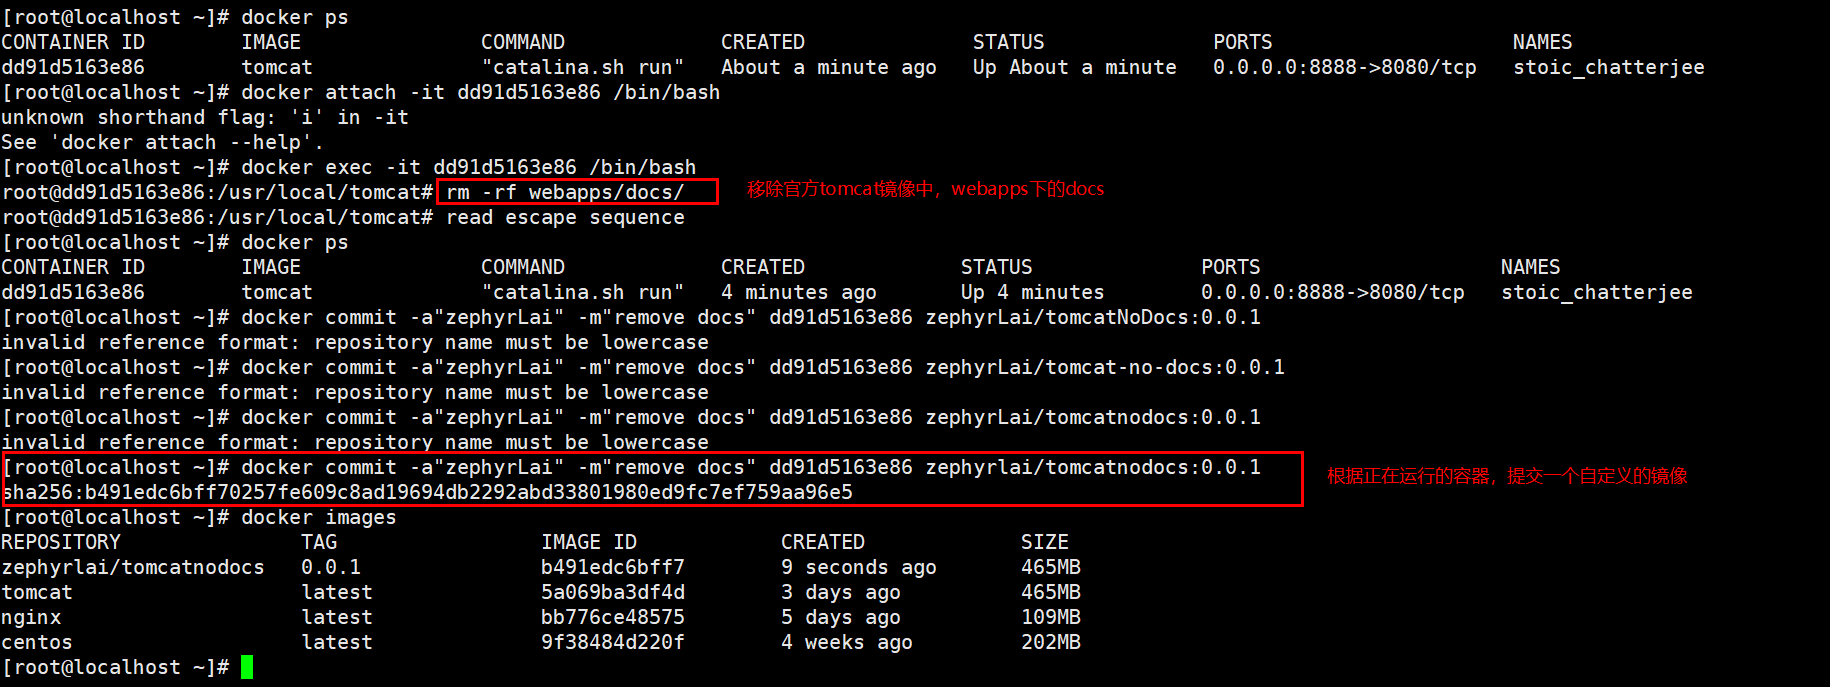 [root@localhost ~]# docker ps
CONTAINER ID        IMAGE               COMMAND             CREATED              STATUS              PORTS                    NAMES
dd91d5163e86        tomcat              "catalina.sh run"   About a minute ago   Up About a minute   0.0.0.0:8888->8080/tcp   stoic_chatterjee
[root@localhost ~]# docker attach -it dd91d5163e86 /bin/bash
unknown shorthand flag: 'i' in -it
See 'docker attach --help'.
[root@localhost ~]# docker exec -it dd91d5163e86 /bin/bash
root@dd91d5163e86:/usr/local/tomcat# rm -rf webapps/docs/ 移除官方tomcat镜像中，webapps下的docs
root@dd91d5163e86:/usr/local/tomcat# read escape sequence
[root@localhost ~]# docker ps
CONTAINER ID        IMAGE               COMMAND             CREATED             STATUS              PORTS                    NAMES
dd91d5163e86        tomcat              "catalina.sh run"   4 minutes ago       Up 4 minutes        0.0.0.0:8888->8080/tcp   stoic_chatterjee
[root@localhost ~]# docker commit -a"zephyrLai" -m"remove docs" dd91d5163e86 zephyrLai/tomcatNoDocs:0.0.1
invalid reference format: repository name must be lowercase
[root@localhost ~]# docker commit -a"zephyrLai" -m"remove docs" dd91d5163e86 zephyrLai/tomcat-no-docs:0.0.1
invalid reference format: repository name must be lowercase
[root@localhost ~]# docker commit -a"zephyrLai" -m"remove docs" dd91d5163e86 zephyrLai/tomcatnodocs:0.0.1
invalid reference format: repository name must be lowercase
[root@localhost ~]# docker commit -a"zephyrLai" -m"remove docs" dd91d5163e86 zephyrlai/tomcatnodocs:0.0.1 根据正在运行的容器，提交一个自定义的镜像
sha256:b491edc6bff70257fe609c8ad19694db2292abd33801980ed9fc7ef759aa96e5
[root@localhost ~]# docker images
REPOSITORY               TAG                 IMAGE ID            CREATED             SIZE
zephyrlai/tomcatnodocs   0.0.1               b491edc6bff7        9 seconds ago       465MB
tomcat                   latest              5a069ba3df4d        3 days ago          465MB
nginx                    latest              bb776ce48575        5 days ago          109MB
centos                   latest              9f38484d220f        4 weeks ago         202MB
[root@localhost ~]#